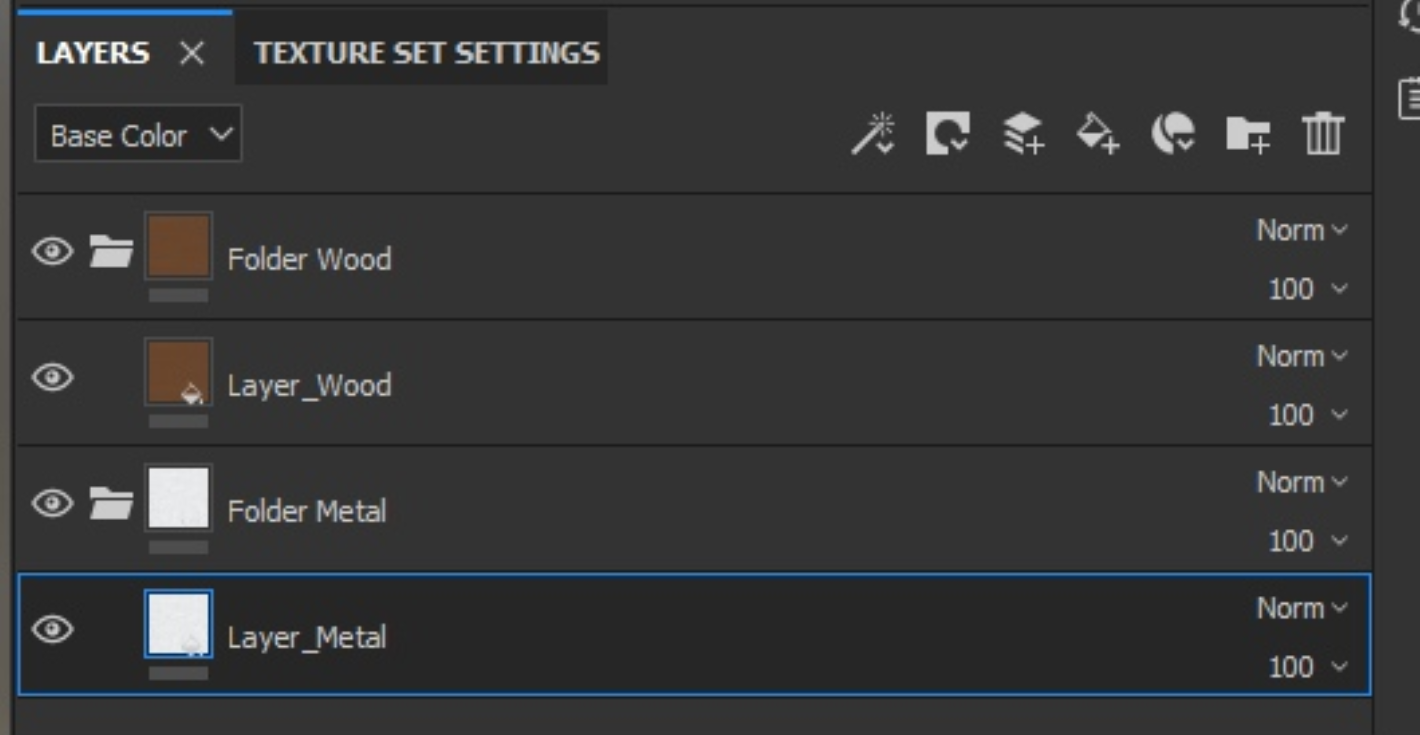 LAYERS TEXTURE SET SETTINGS
Base Color
Norm
Folder Wood
100
Norm
Layer_Wood
100
Norm
Folder Metal
100
Norm
Layer_Metal
100